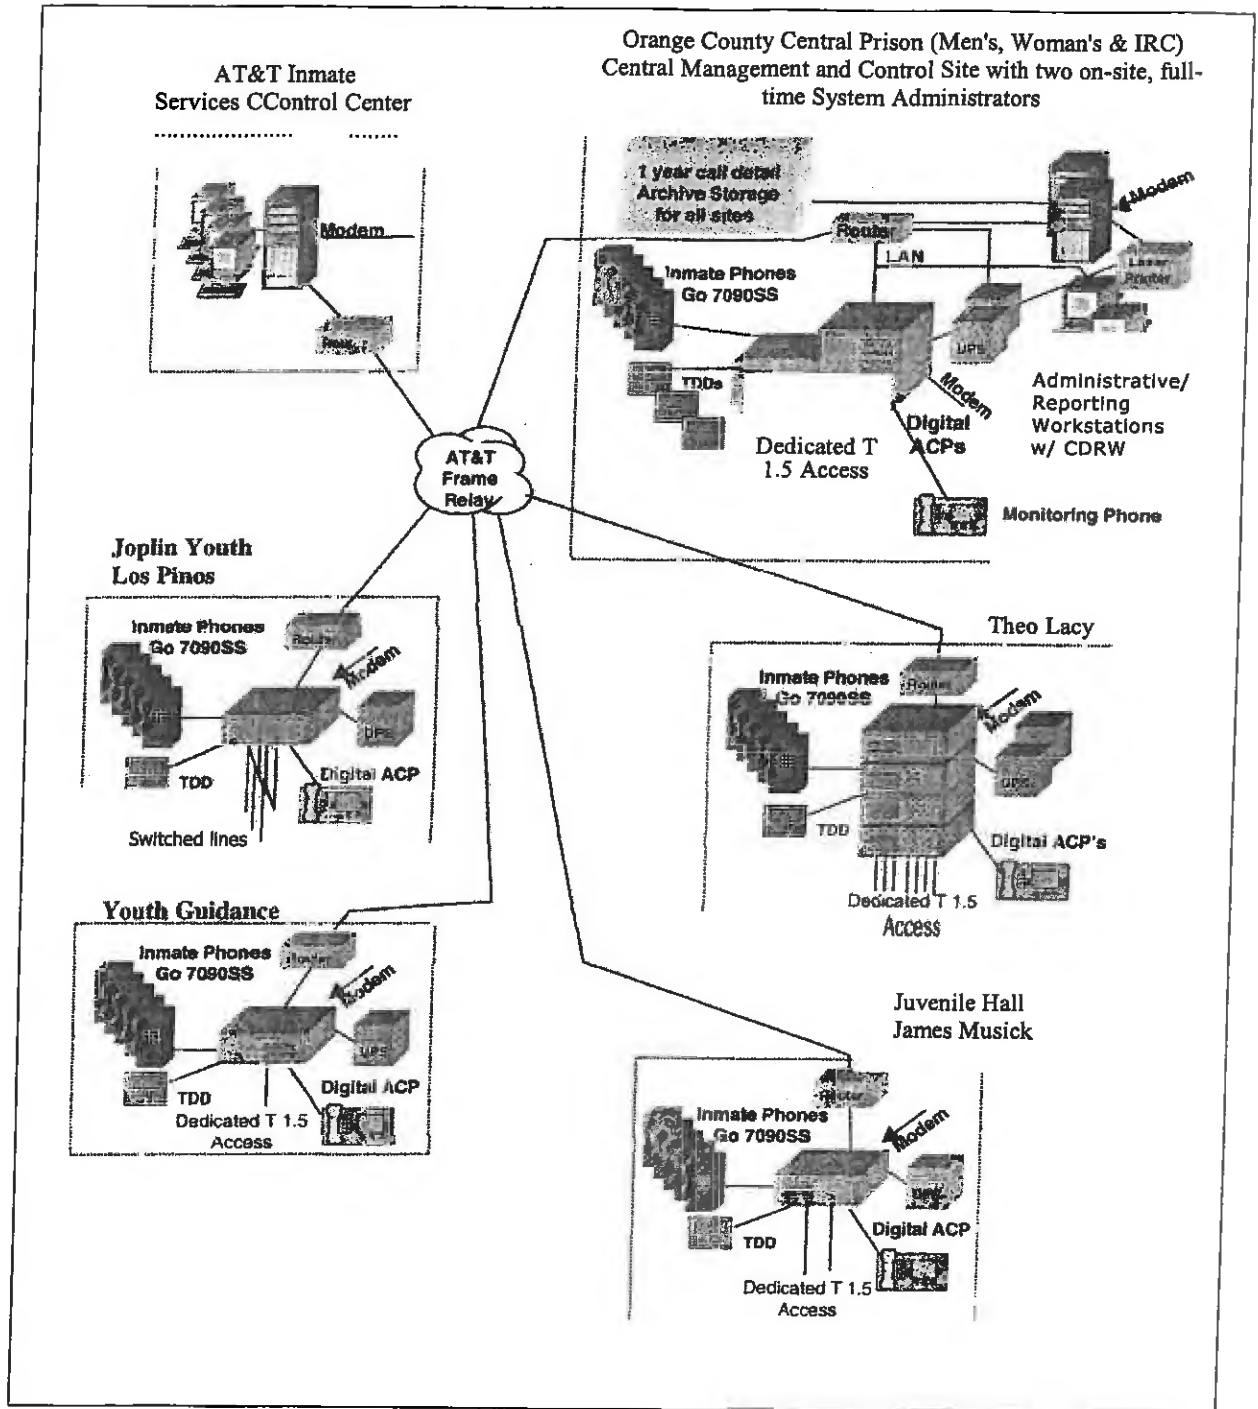 AT&T Inmate
Services CControl Center
Modem
Router
Orange County Central Prison (Men's, Woman's & IRC)
Central Management and Control Site with two on-site, full-
time System Administrators
1 year call detail
Archive Storage
for all sites
Modem
Router
LAN
Laser
Printer
Inmate Phones
Go 7090SS
UPS
TDDs
Modem
Digital
ACPs
Administrative/
Reporting
Workstations
w/ CDRW
Dedicated T
1.5 Access
Monitoring Phone
AT&T
Frame
Relay
Joplin Youth
Los Pinos
Inmate Phones
Go 7090SS
Router
Modem
UPS
TDD
Digital ACP
Switched lines
Theo Lacy
Inmate Phones
Go 7090SS
Router
Modem
UPS
TDD
Digital ACP's
Dedicated T 1.5
Access
Youth Guidance
Inmate Phones
Go 7090SS
Router
Modem
UPS
TDD
Digital ACP
Dedicated T 1.5
Access
Juvenile Hall
James Musick
Router
Inmate Phones
Go 7090SS
Modem
UPS
TDD
Digital ACP
Dedicated T 1.5
Access